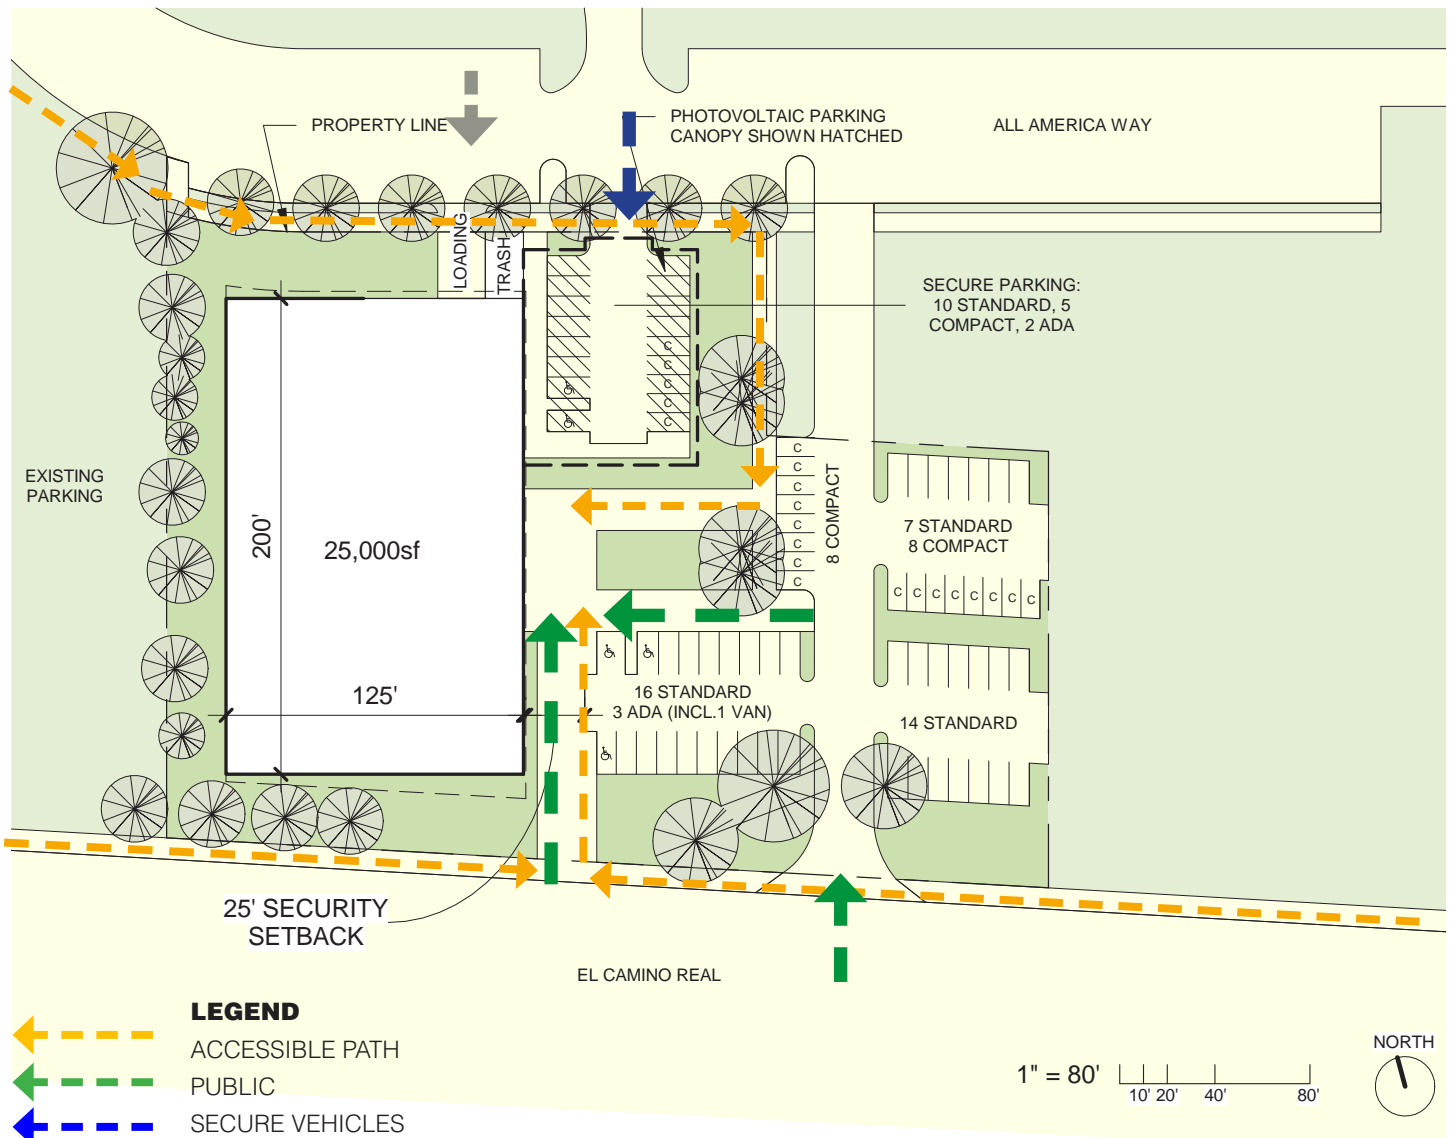 PROPERTY LINE
PHOTOVOLTAIC PARKING
CANOPY SHOWN HATCHED
ALL AMERICA WAY
LOADING
TRASH
SECURE PARKING:
10 STANDARD, 5
COMPACT, 2 ADA
C
C
C
C
C
EXISTING
PARKING
200'
25,000sf
125'
C
C
C
C
C
C
C
C
8 COMPACT
7 STANDARD
8 COMPACT
C C C C C C C C
16 STANDARD
3 ADA (INCL.1 VAN)
14 STANDARD
25' SECURITY
SETBACK
EL CAMINO REAL
LEGEND
ACCESSIBLE PATH
PUBLIC
SECURE VEHICLES
1" = 80'
10' 20' 40' 80'
NORTH